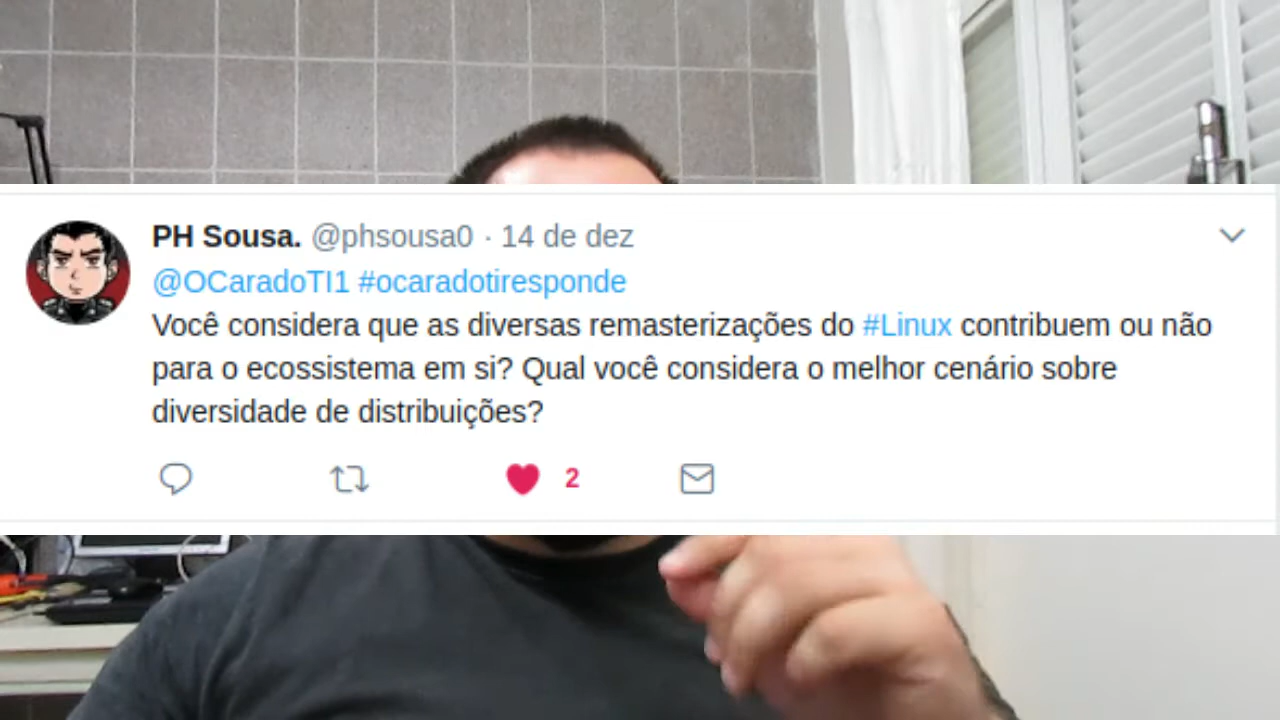 PH Sousa. @phsousa0 · 14 de dez
@OCaradoTI1 #ocaradotiresponde
Você considera que as diversas remasterizações do #Linux contribuem ou não
para o ecossistema em si? Qual você considera o melhor cenário sobre
diversidade de distribuições?
2